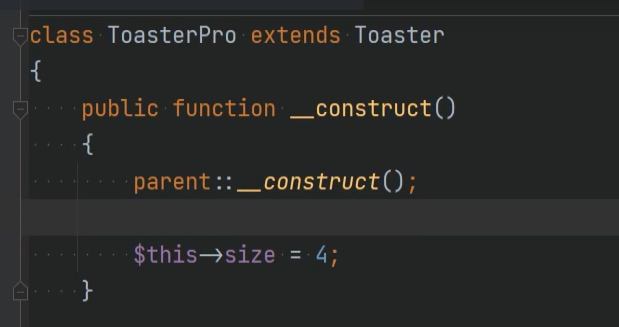 class ToasterPro extends Toaster
{
    public function __construct()
    {
        parent::__construct();

        $this->size = 4;
    }